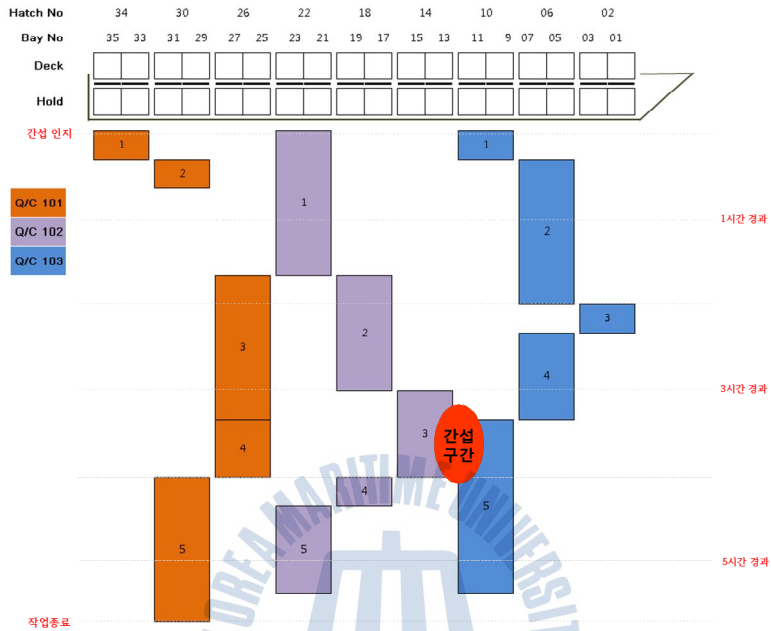 Hatch No 34 30 26 22 18 14 10 06 02
Bay No 35 33 31 29 27 25 23 21 19 17 15 13 11 9 07 05 03 01
Deck
Hold
간섭 인지
1 1
2
Q/C 101
1
1시간 경과
Q/C 102
2
Q/C 103
3
3 2
3시간 경과
4
3 간섭
구간
4
4
5
5 5
5시간 경과
작업종료
KOREA MARITIME UNIVERSIT